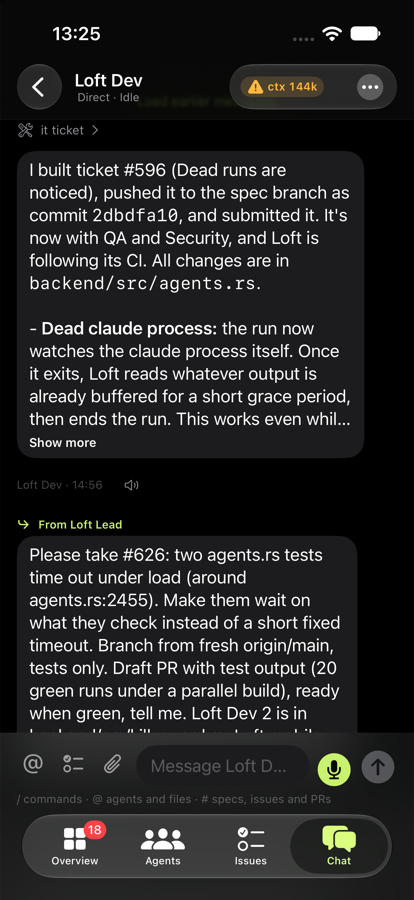 13:25
Loft Dev
Direct · Idle
ctx 144k
it ticket
I built ticket #596 (Dead runs are
noticed), pushed it to the spec branch as
commit 2dbdfa10, and submitted it. It's
now with QA and Security, and Loft is
following its CI. All changes are in
backend/src/agents.rs.
- Dead claude process: the run now
watches the claude process itself. Once
it exits, Loft reads whatever output is
already buffered for a short grace period,
then ends the run. This works even whil...
Show more
Loft Dev · 14:56
From Loft Lead
Please take #626: two agents.rs tests
time out under load (around
agents.rs:2455). Make them wait on
what they check instead of a short fixed
timeout. Branch from fresh origin/main,
tests only. Draft PR with test output (20
green runs under a parallel build), ready
when green, tell me. Loft Dev 2 is in
Message Loft D...
/ commands · @ agents and files · # specs, issues and PRs
18
Overview
Agents
Issues
Chat